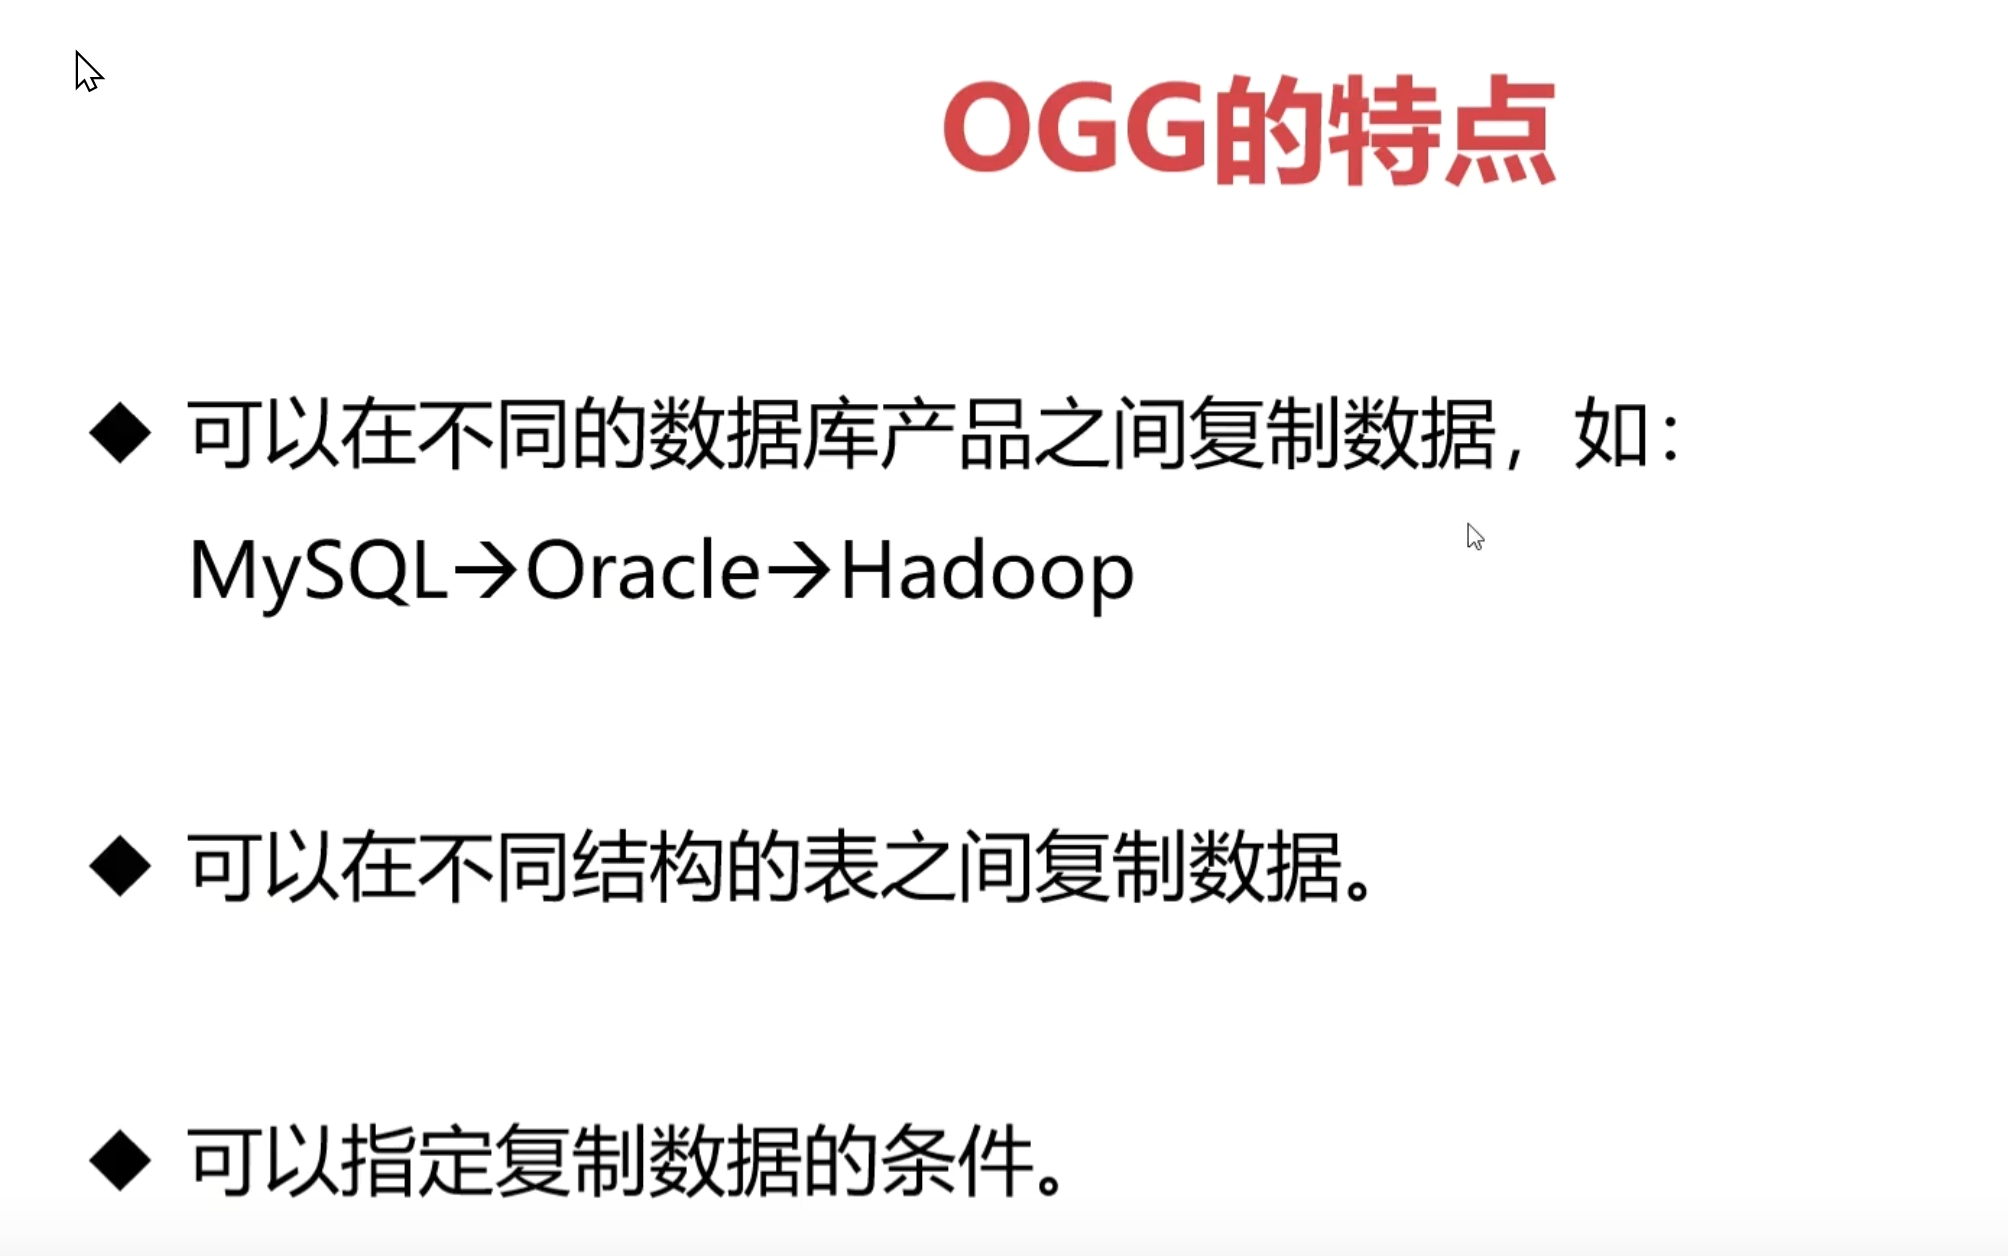 OGG的特点
◆ 可以在不同的数据库产品之间复制数据，如：
MySQL→Oracle→Hadoop
◆ 可以在不同结构的表之间复制数据。
◆ 可以指定复制数据的条件。